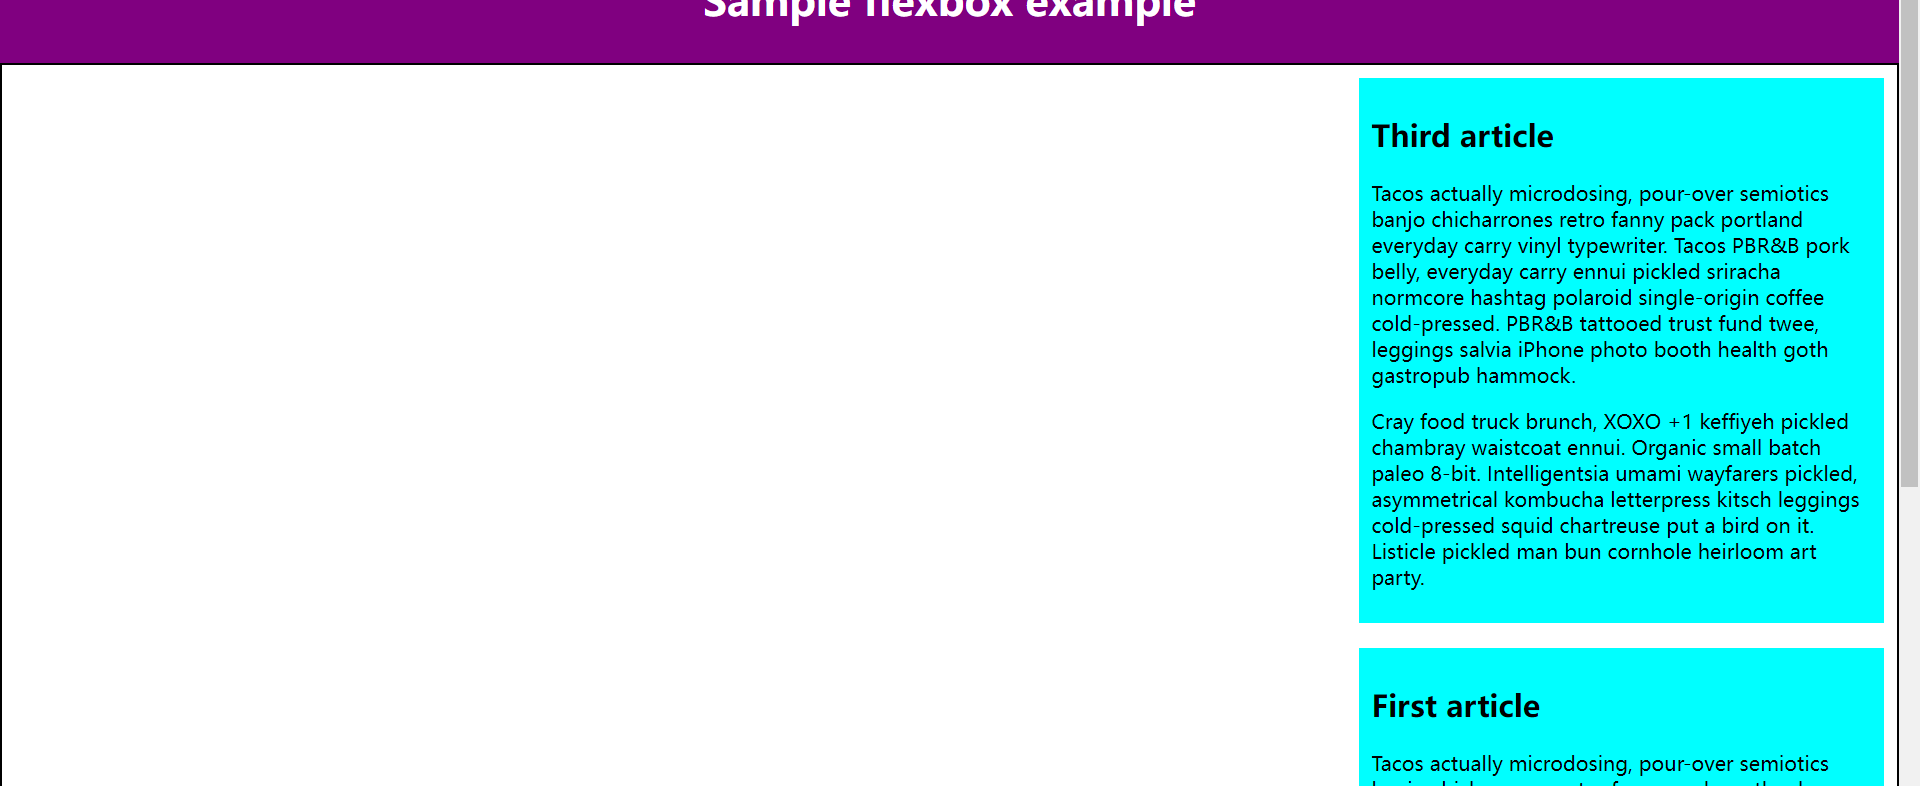 Sample flexbox example
Third article
Tacos actually microdosing, pour-over semiotics
banjo chicharrones retro fanny pack portland
everyday carry vinyl typewriter. Tacos PBR&B pork
belly, everyday carry ennui pickled sriracha
normcore hashtag polaroid single-origin coffee
cold-pressed. PBR&B tattooed trust fund twee,
leggings salvia iPhone photo booth health goth
gastropub hammock.
Cray food truck brunch, XOXO +1 keffiyeh pickled
chambray waistcoat ennui. Organic small batch
paleo 8-bit. Intelligentsia umami wayfarers pickled,
asymmetrical kombucha letterpress kitsch leggings
cold-pressed squid chartreuse put a bird on it.
Listicle pickled man bun cornhole heirloom art
party.
First article
Tacos actually microdosing, pour-over semiotics